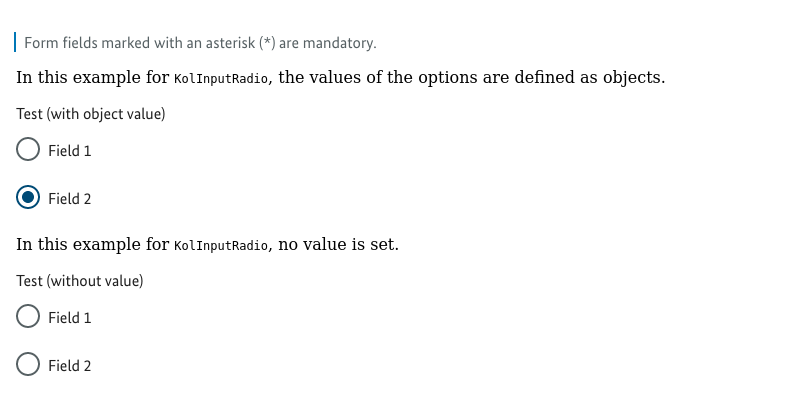 Form fields marked with an asterisk (*) are mandatory.
In this example for KolInputRadio, the values of the options are defined as objects.
Test (with object value)
Field 1
Field 2
In this example for KolInputRadio, no value is set.
Test (without value)
Field 1
Field 2